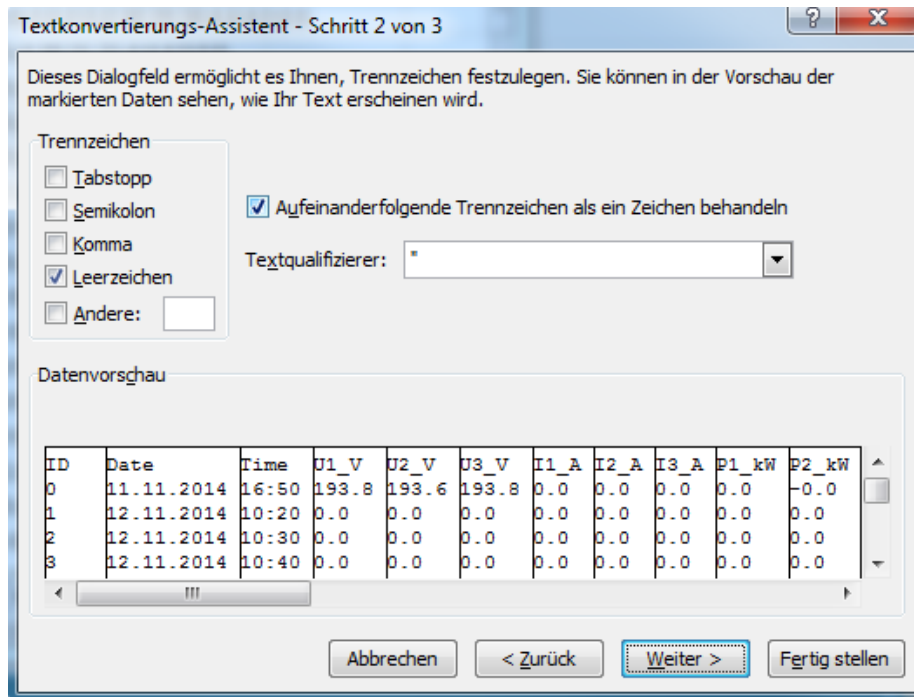 Textkonvertierungs-Assistent - Schritt 2 von 3
Dieses Dialogfeld ermöglicht es Ihnen, Trennzeichen festzulegen. Sie können in der Vorschau der
markierten Daten sehen, wie Ihr Text erscheinen wird.
Trennzeichen
Tabstopp
Semikolon
Komma
Leerzeichen
Andere:
Aufeinanderfolgende Trennzeichen als ein Zeichen behandeln
Textqualifizierer: "
Datenvorschau
ID Date Time U1_V U2_V U3_V I1_A I2_A I3_A P1_kW P2_kW
0 11.11.2014 16:50 193.8 193.6 193.8 0.0 0.0 0.0 0.0 -0.0
1 12.11.2014 10:20 0.0 0.0 0.0 0.0 0.0 0.0 0.0 0.0
2 12.11.2014 10:30 0.0 0.0 0.0 0.0 0.0 0.0 0.0 0.0
3 12.11.2014 10:40 0.0 0.0 0.0 0.0 0.0 0.0 0.0 0.0
Abbrechen < Zurück Weiter > Fertig stellen